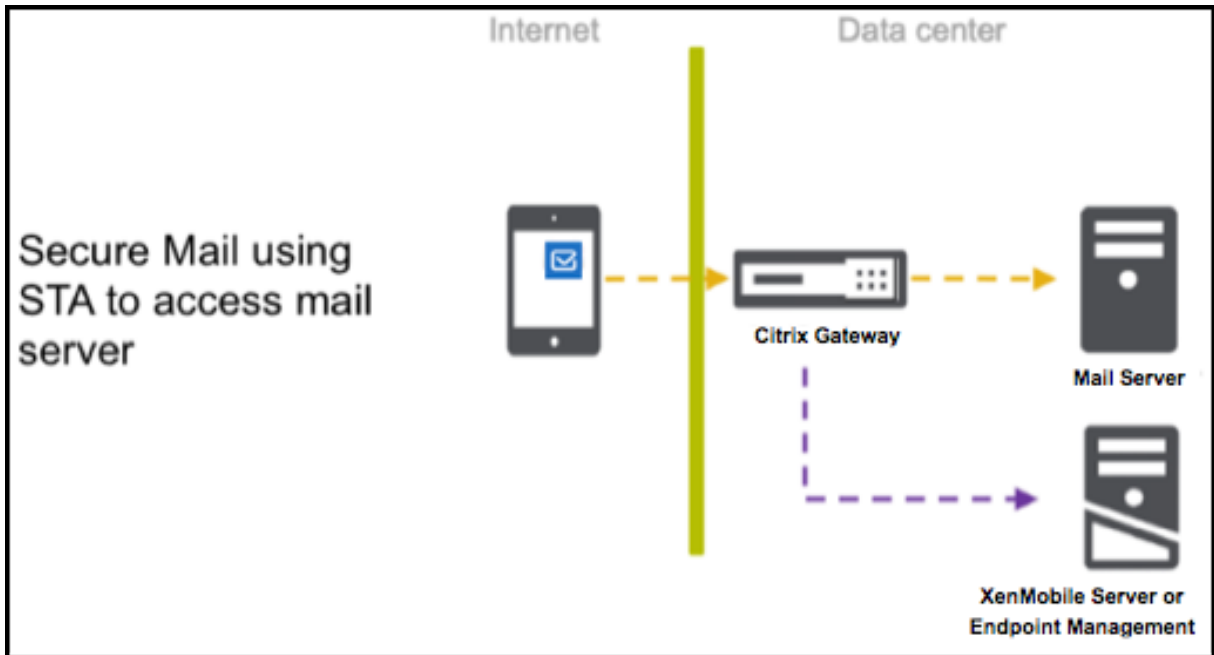 Internet
Data center
Secure Mail using
STA to access mail
server
Citrix Gateway
Mail Server
XenMobile Server or
Endpoint Management